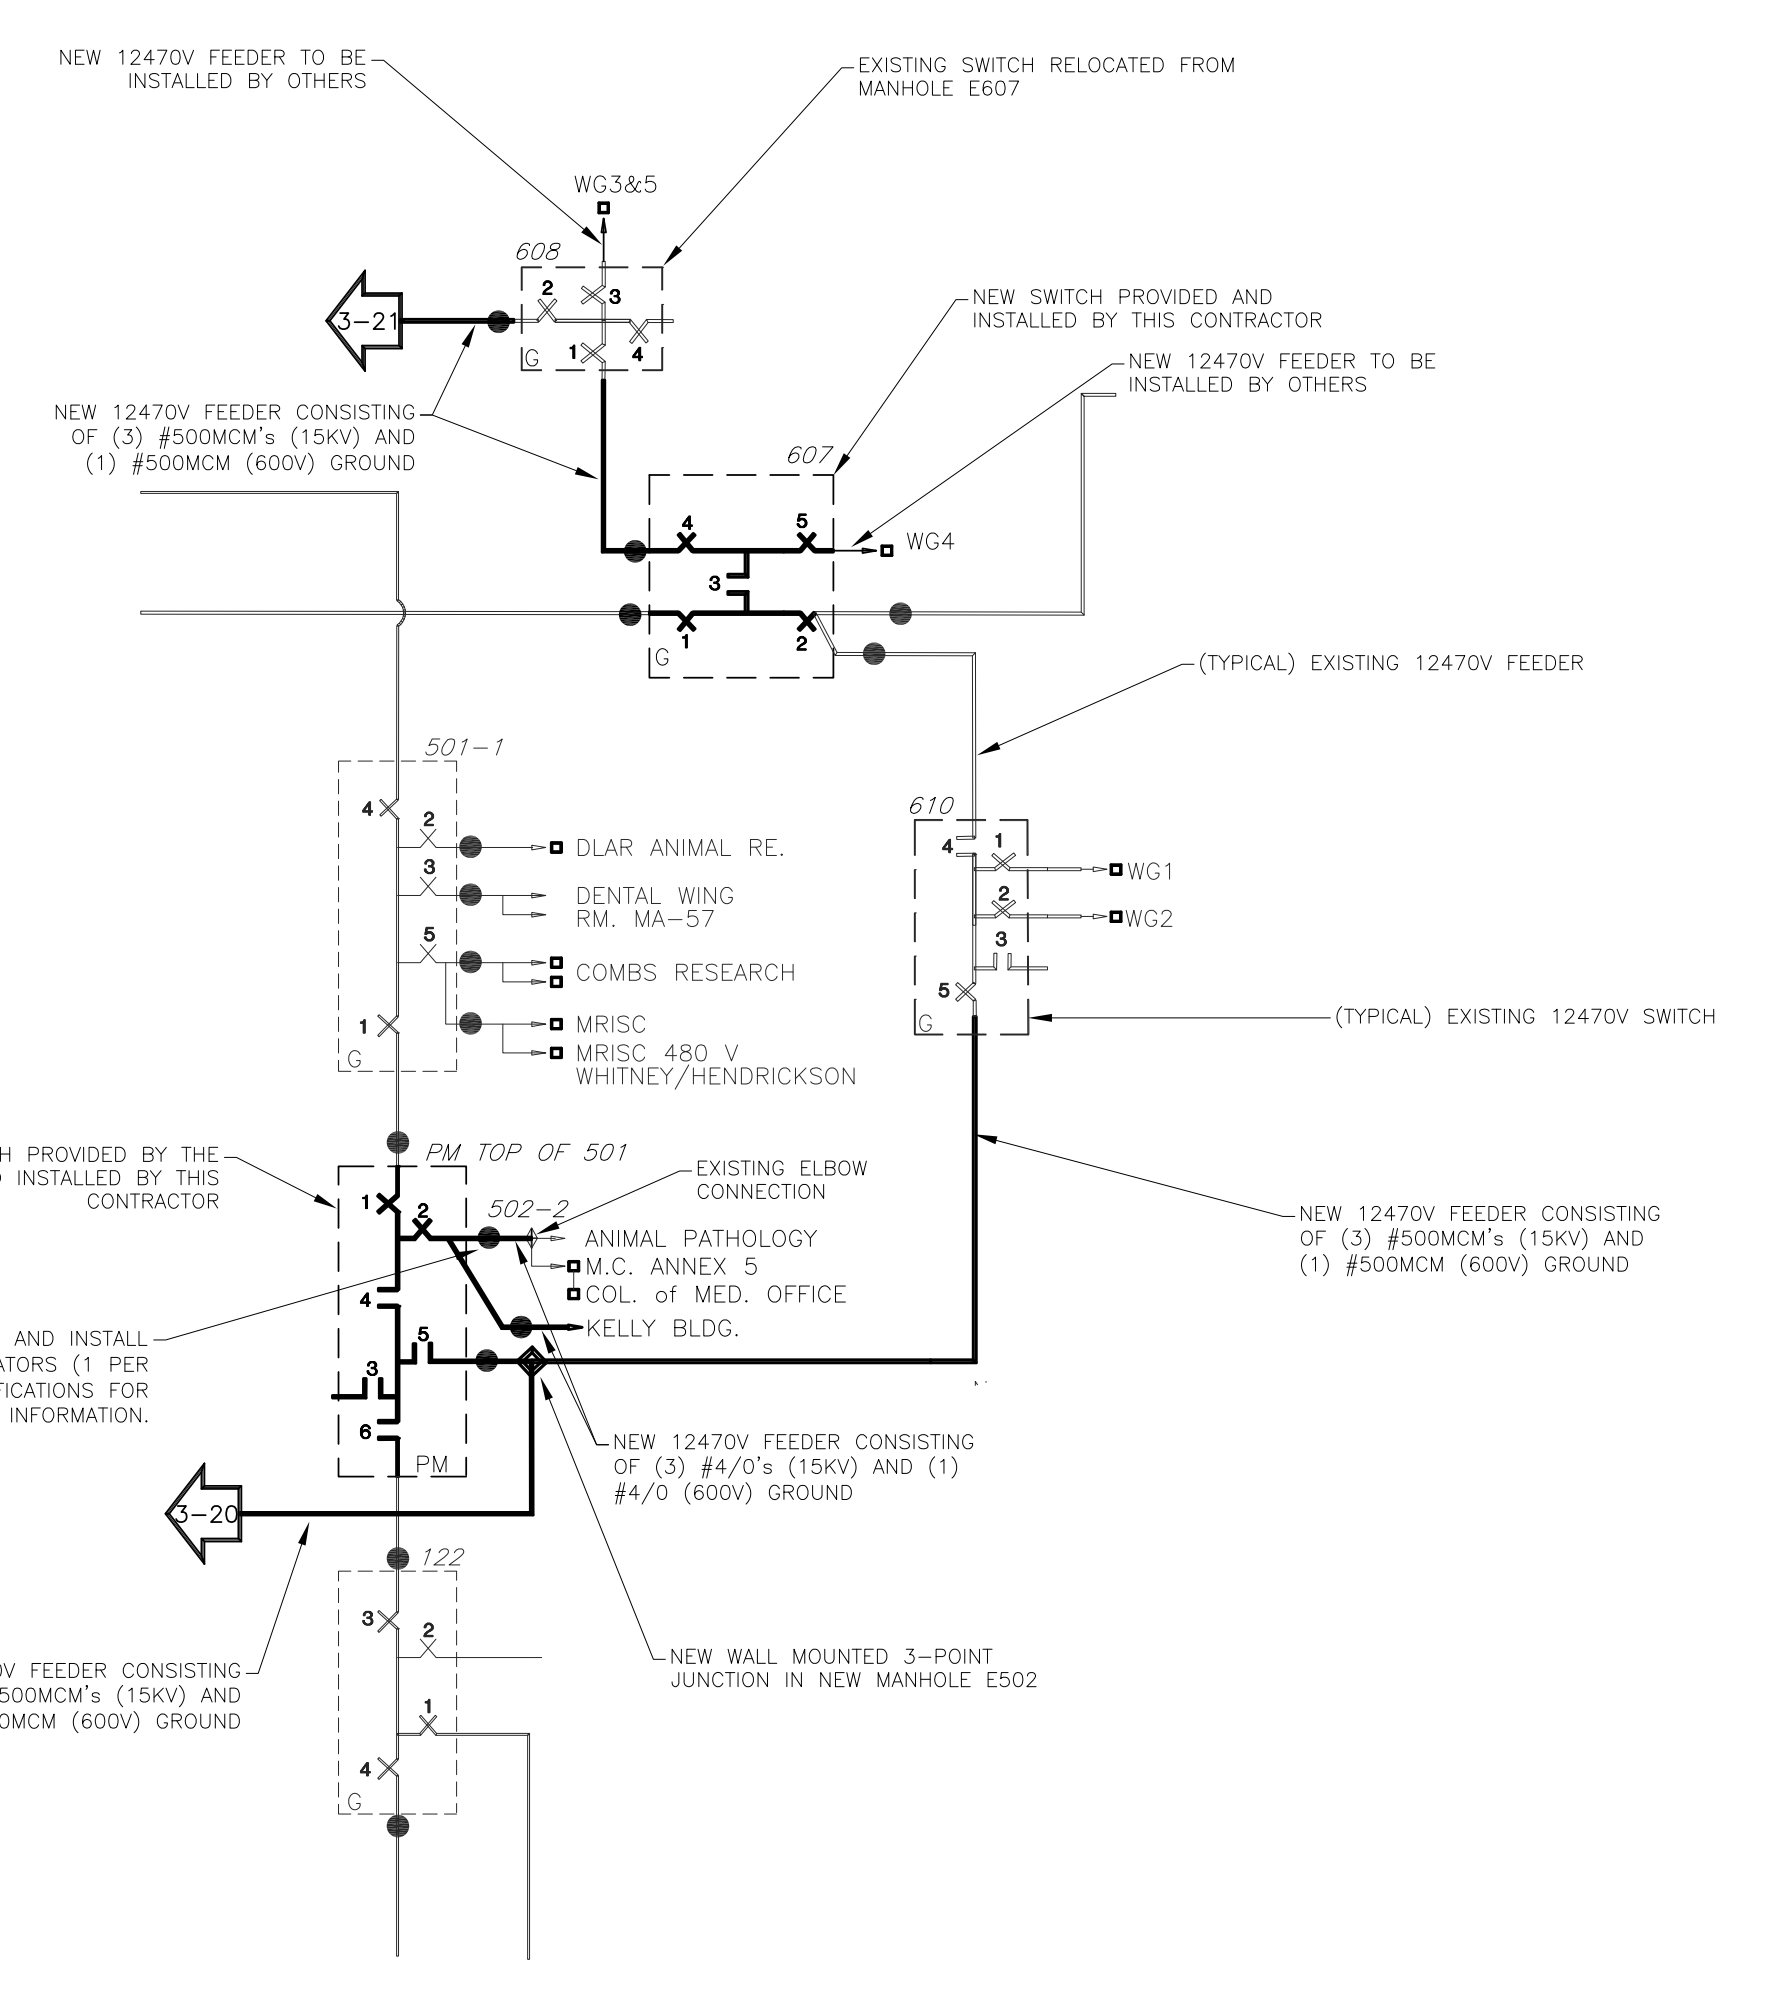 NEW 12470V FEEDER TO BE
INSTALLED BY OTHERS
EXISTING SWITCH RELOCATED FROM
MANHOLE E607
WG3&5
608
2
3
3-21
1
4
G
NEW SWITCH PROVIDED AND
INSTALLED BY THIS CONTRACTOR
NEW 12470V FEEDER TO BE
INSTALLED BY OTHERS
NEW 12470V FEEDER CONSISTING
OF (3) #500MCM's (15KV) AND
(1) #500MCM (600V) GROUND
607
4
5
WG4
3
1
2
G
(TYPICAL) EXISTING 12470V FEEDER
501-1
4
2
DLAR ANIMAL RE.
3
DENTAL WING
RM. MA-57
5
COMBS RESEARCH
1
MRISC
G
MRISC 480 V
WHITNEY/HENDRICKSON
610
4
1
WG1
2
WG2
3
5
G
(TYPICAL) EXISTING 12470V SWITCH
H PROVIDED BY THE
INSTALLED BY THIS
CONTRACTOR
PM TOP OF 501
EXISTING ELBOW
CONNECTION
1
2
502-2
ANIMAL PATHOLOGY
M.C. ANNEX 5
COL. of MED. OFFICE
KELLY BLDG.
4
5
3
6
PM
NEW 12470V FEEDER CONSISTING
OF (3) #500MCM's (15KV) AND
(1) #500MCM (600V) GROUND
AND INSTALL
ATORS (1 PER
FICATIONS FOR
INFORMATION.
NEW 12470V FEEDER CONSISTING
OF (3) #4/0's (15KV) AND (1)
#4/0 (600V) GROUND
3-20
122
3
2
1
4
G
0V FEEDER CONSISTING
500MCM's (15KV) AND
0MCM (600V) GROUND
NEW WALL MOUNTED 3-POINT
JUNCTION IN NEW MANHOLE E502